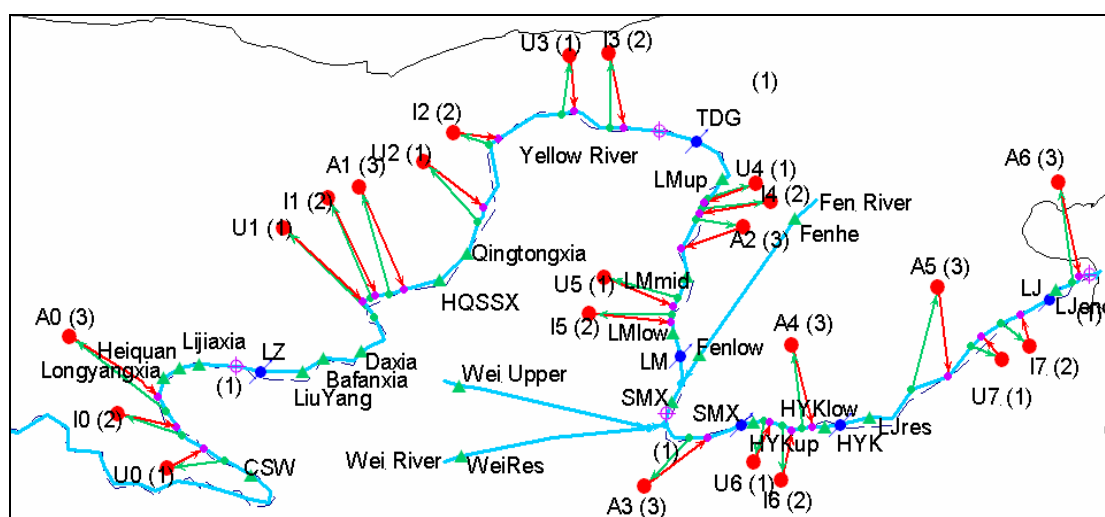 U3 (1)
I3 (2)
(1)
I2 (2)
TDG
A1 (3)
U2 (1)
Yellow River
A6 (3)
U4 (1)
LMup
I4 (2)
I1 (2)
Fen River
U1 (1)
Fenhe
A2 (3)
Qingtongxia
A5 (3)
LMmid
U5 (1)
HQSSX
LJ
LJend
A0 (3)
I5 (2)
LMlow
A4 (3)
(1)
Lijiaxia
Heiquan
LZ
Daxia
LM
Fenlow
Longyangxia
(1)
Bafanxia
Wei Upper
I7 (2)
LiuYang
U7 (1)
SMX
SMX
HYKlow
I0 (2)
LJres
HYKup
HYK
(1)
Wei River
WeiRes
CSW
U0 (1)
U6 (1)
I6 (2)
A3 (3)